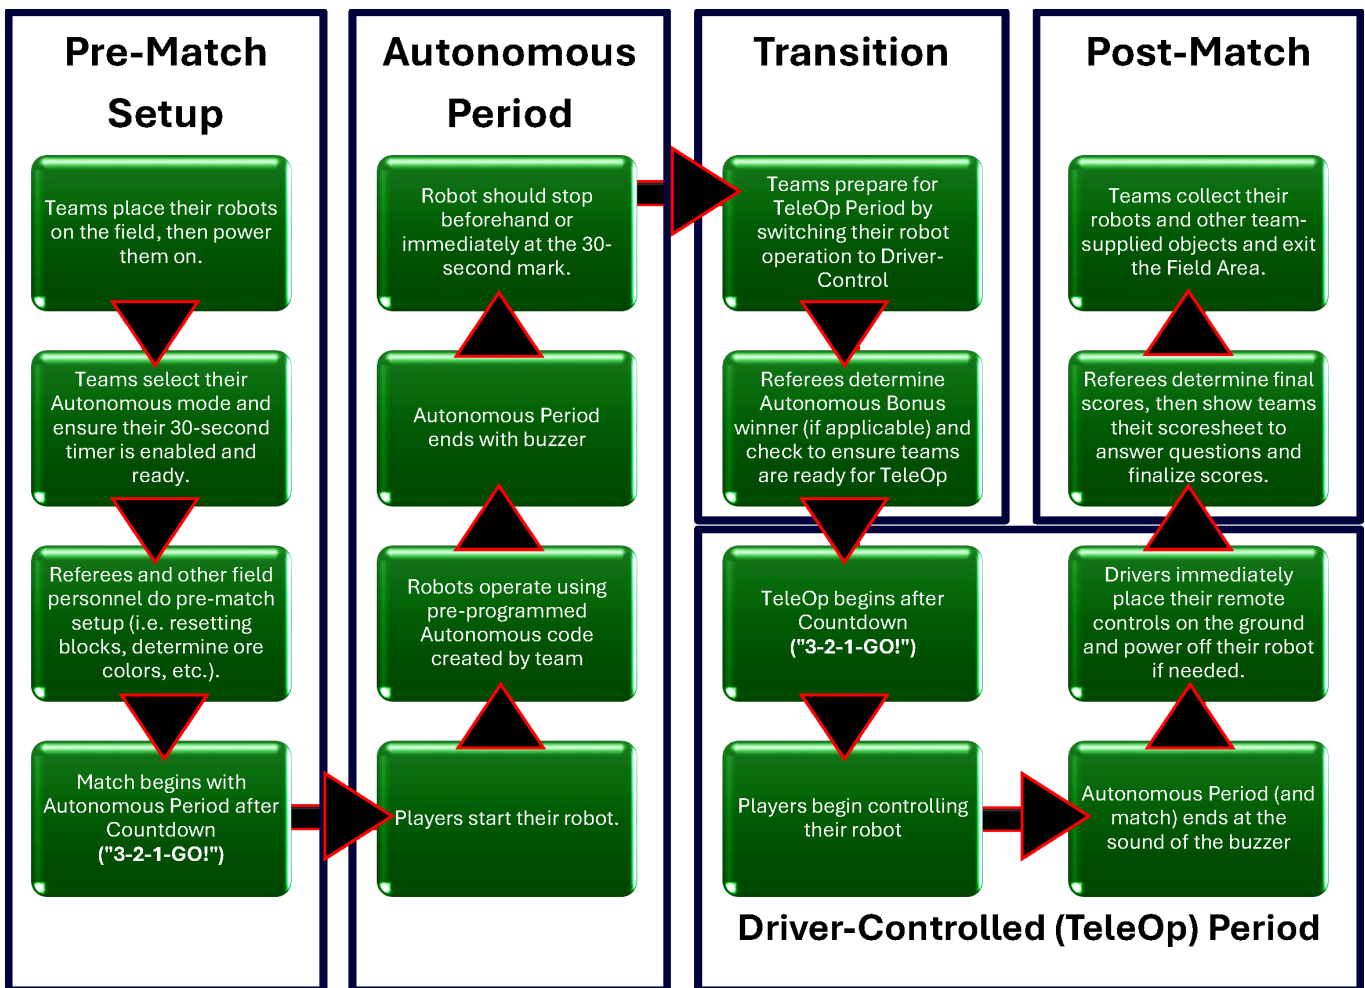 Pre-Match
Setup
Teams place their robots
on the field, then power
them on.
Teams select their
Autonomous mode and
ensure their 30-second
timer is enabled and
ready.
Referees and other field
personnel do pre-match
setup (i.e. resetting
blocks, determine ore
colors, etc.).
Match begins with
Autonomous Period after
Countdown
("3-2-1-GO!")
Autonomous
Period
Players start their robot.
Robots operate using
pre-programmed
Autonomous code
created by team
Autonomous Period
ends with buzzer
Robot should stop
beforehand or
immediately at the 30-
second mark.
Transition
Teams prepare for
TeleOp Period by
switching their robot
operation to Driver-
Control
Referees determine
Autonomous Bonus
winner (if applicable) and
check to ensure teams
are ready for TeleOp
TeleOp begins after
Countdown
("3-2-1-GO!")
Players begin controlling
their robot
Autonomous Period (and
match) ends at the
sound of the buzzer
Drivers immediately
place their remote
controls on the ground
and power off their robot
if needed.
Driver-Controlled (TeleOp) Period
Post-Match
Referees determine final
scores, then show teams
theit scoresheet to
answer questions and
finalize scores.
Teams collect their
robots and other team-
supplied objects and exit
the Field Area.